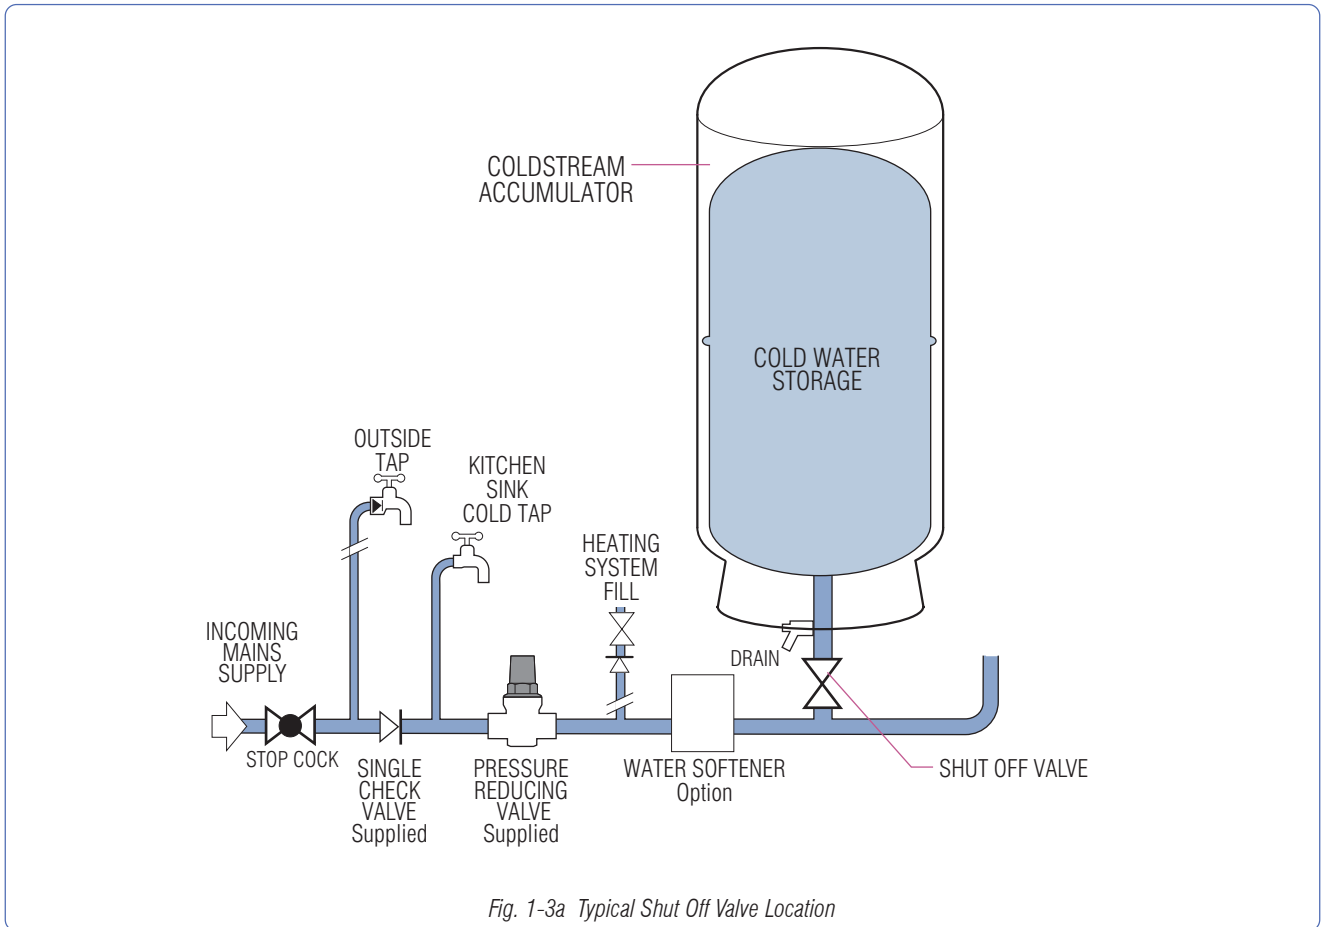 COLDSTREAM
ACCUMULATOR
COLD WATER
STORAGE
OUTSIDE
TAP
KITCHEN
SINK
COLD TAP
HEATING
SYSTEM
FILL
INCOMING
MAINS
SUPPLY
DRAIN
STOP COCK
SINGLE
CHECK
VALVE
Supplied
PRESSURE
REDUCING
VALVE
Supplied
WATER SOFTENER
Option
SHUT OFF VALVE
Fig. 1-3a Typical Shut Off Valve Location